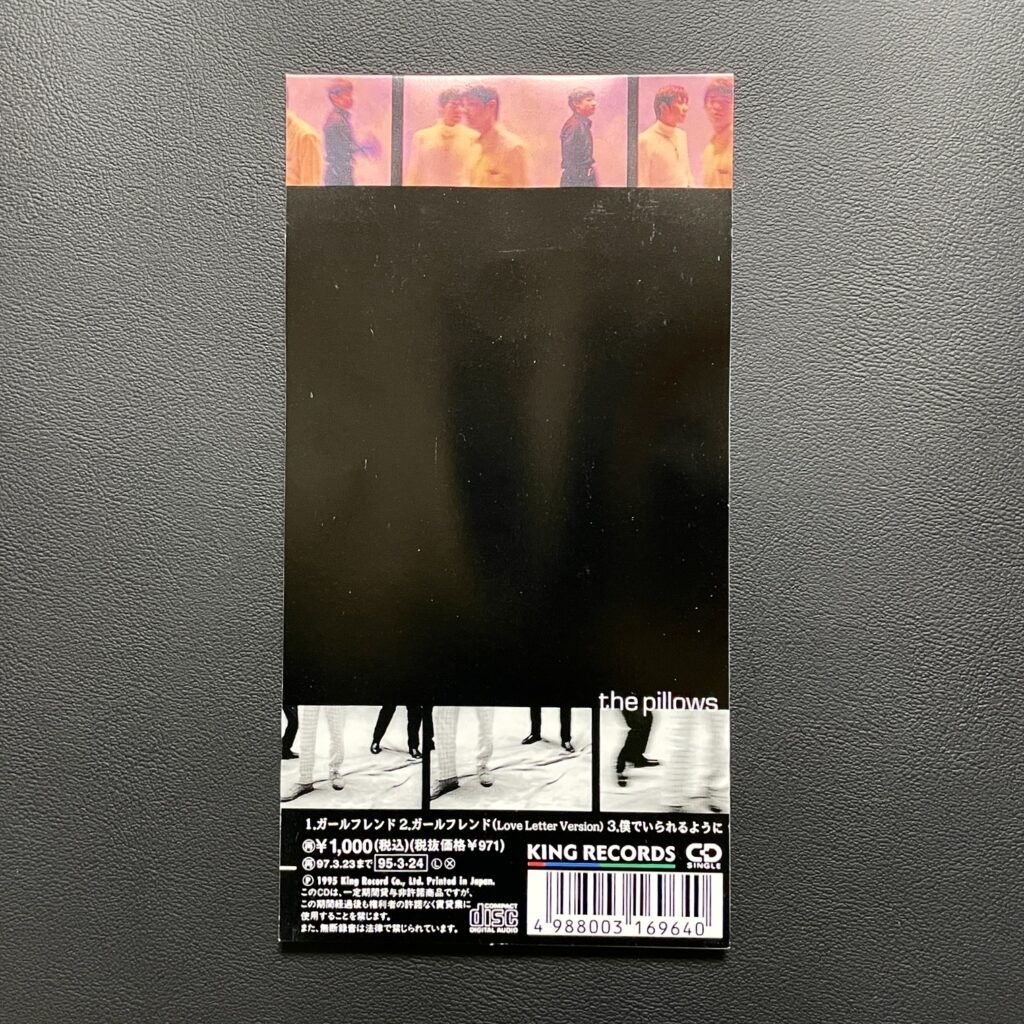 the pillows
1.ガールフレンド 2.ガールフレンド(Love Letter Version) 3.僕でいられるように
㋰¥1,000(税込)(税抜価格¥971)
㋰97.3.23まで 95・3・24 Ⓛ Ⓧ
Ⓟ 1995 King Record Co., Ltd. Printed in Japan.
このCDは、一定期間貸与非許諾商品ですが、
この期間経過後も権利者の許諾なく賃貸業に
使用することを禁じます。
また、無断録音は法律で禁じられています。
COMPACT
disc
DIGITAL AUDIO
KING RECORDS
CD
SINGLE
4 988003 169640